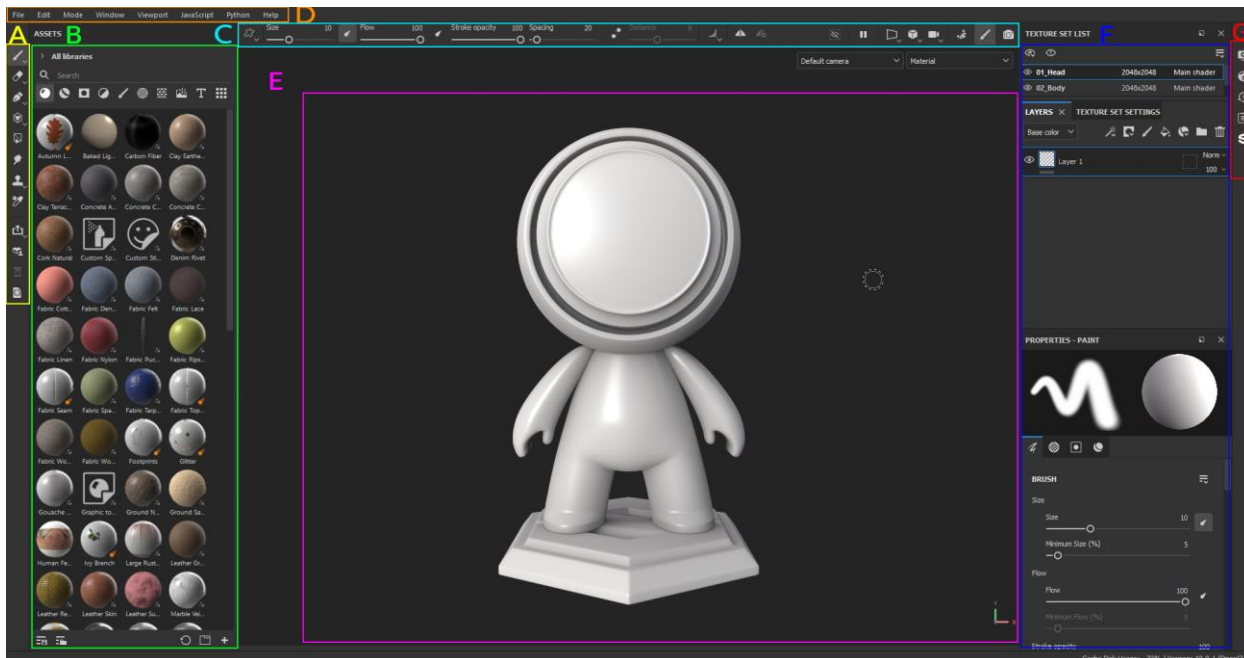 File Edit Mode Window Viewport JavaScript Python Help D
A B C Size 10 Flow 100 Stroke opacity 100 Spacing 20 Distance 8
ASSETS
All libraries
Search
Autumn L... Baked Lig... Carbon Fiber Clay Earthe...
Clay Terrac... Concrete A... Concrete C... Concrete C...
Cork Natural Custom Sp... Custom Sti... Denim Rivet
Fabric Cott... Fabric Den... Fabric Felt Fabric Lace
Fabric Linen Fabric Nylon Fabric Puc... Fabric Rips...
Fabric Seam Fabric Spa... Fabric Tarp... Fabric Top...
Fabric Wo... Fabric Wo... Footprints Glitter
Gouache ... Graphic to... Ground N... Ground Sa...
Human Fe... Ivy Branch Large Rust... Leather Gr...
Leather Re... Leather Skin Leather Su... Marble Vei...
E
Default camera Material
TEXTURE SET LIST F G
01_Head 2048x2048 Main shader
02_Body 2048x2048 Main shader
LAYERS TEXTURE SET SETTINGS
Base color
Layer 1 Norm
100
PROPERTIES - PAINT
BRUSH
Size
Size 10
Minimum Size (%) 5
Flow
Flow 100
Minimum Flow (%) 5
Stroke opacity 100